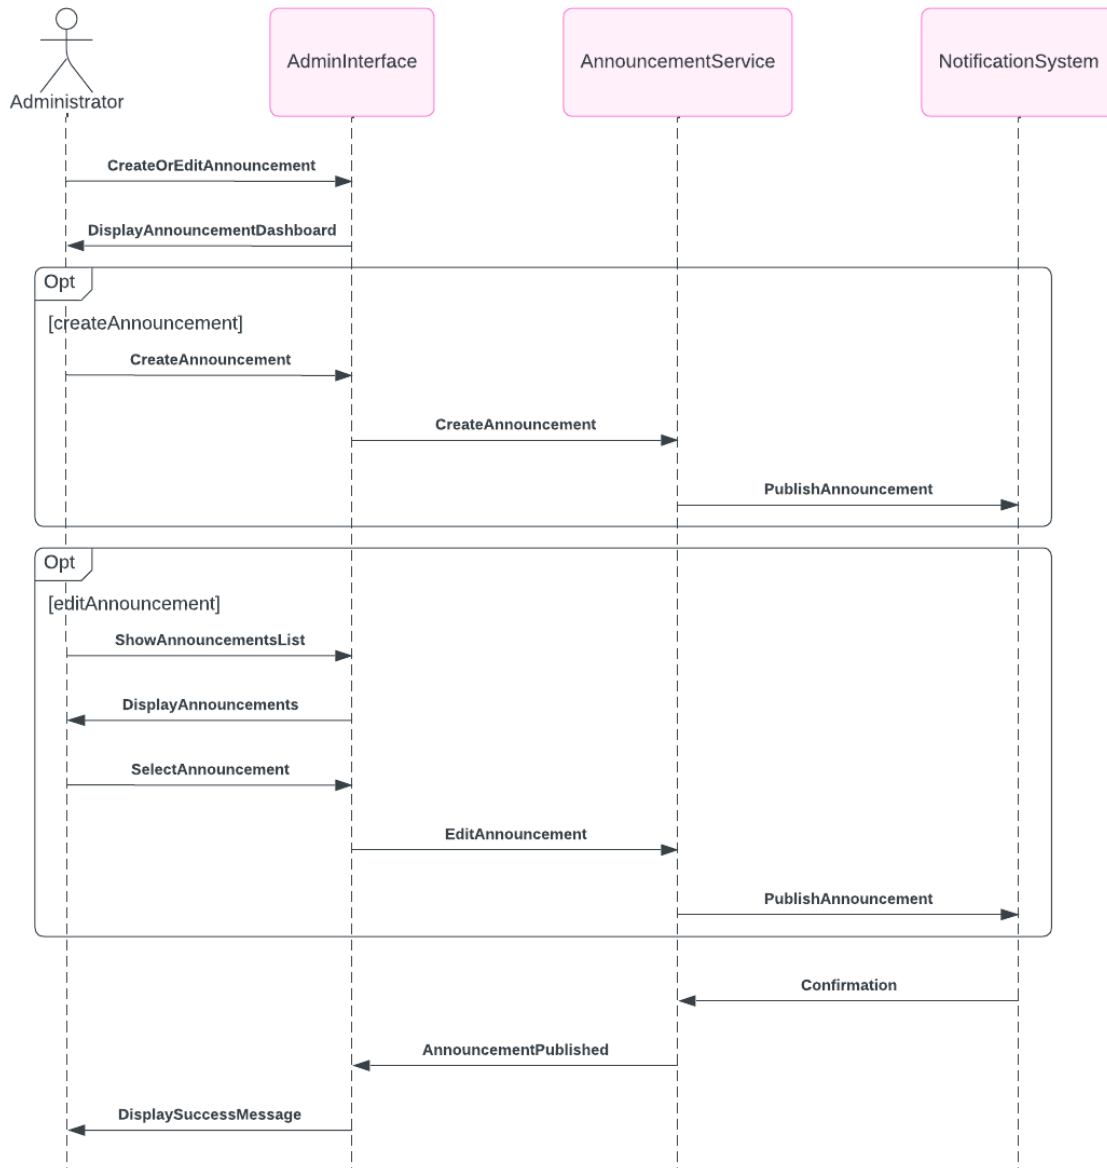 Administrator
AdminInterface
AnnouncementService
NotificationSystem
CreateOrEditAnnouncement
DisplayAnnouncementDashboard
Opt
[createAnnouncement]
CreateAnnouncement
CreateAnnouncement
PublishAnnouncement
Opt
[editAnnouncement]
ShowAnnouncementsList
DisplayAnnouncements
SelectAnnouncement
EditAnnouncement
PublishAnnouncement
Confirmation
AnnouncementPublished
DisplaySuccessMessage